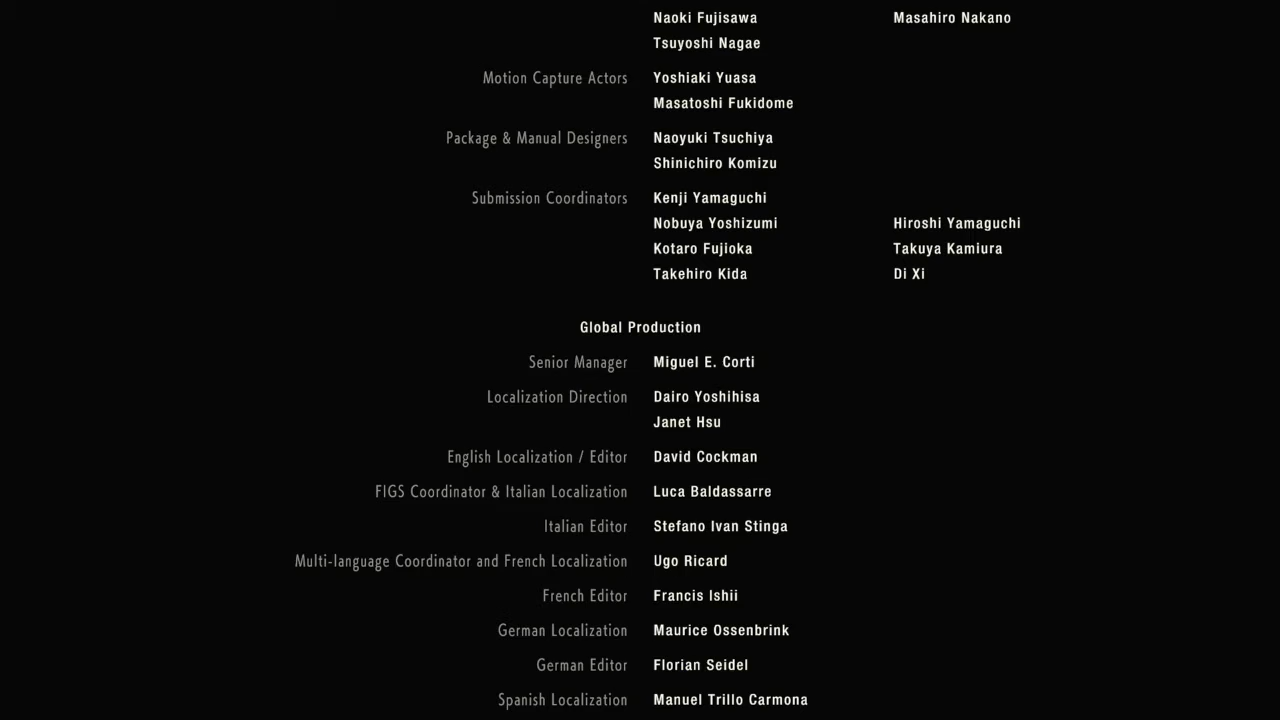 Naoki Fujisawa Masahiro Nakano
Tsuyoshi Nagae
Motion Capture Actors Yoshiaki Yuasa
Masatoshi Fukidome
Package & Manual Designers Naoyuki Tsuchiya
Shinichiro Komizu
Submission Coordinators Kenji Yamaguchi
Nobuya Yoshizumi Hiroshi Yamaguchi
Kotaro Fujioka Takuya Kamiura
Takehiro Kida Di Xi
Global Production
Senior Manager Miguel E. Corti
Localization Direction Dairo Yoshihisa
Janet Hsu
English Localization / Editor David Cockman
FIGS Coordinator & Italian Localization Luca Baldassarre
Italian Editor Stefano Ivan Stinga
Multi-language Coordinator and French Localization Ugo Ricard
French Editor Francis Ishii
German Localization Maurice Ossenbrink
German Editor Florian Seidel
Spanish Localization Manuel Trillo Carmona